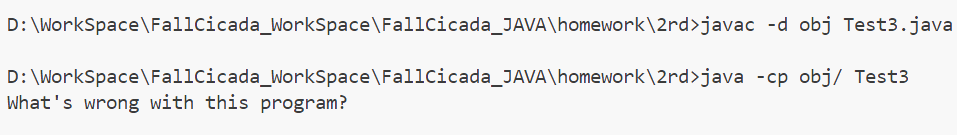 D:\WorkSpace\FallCicada_WorkSpace\FallCicada_JAVA\homework\2rd>javac -d obj Test3.java
D:\WorkSpace\FallCicada_WorkSpace\FallCicada_JAVA\homework\2rd>java -cp obj/ Test3
What's wrong with this program?